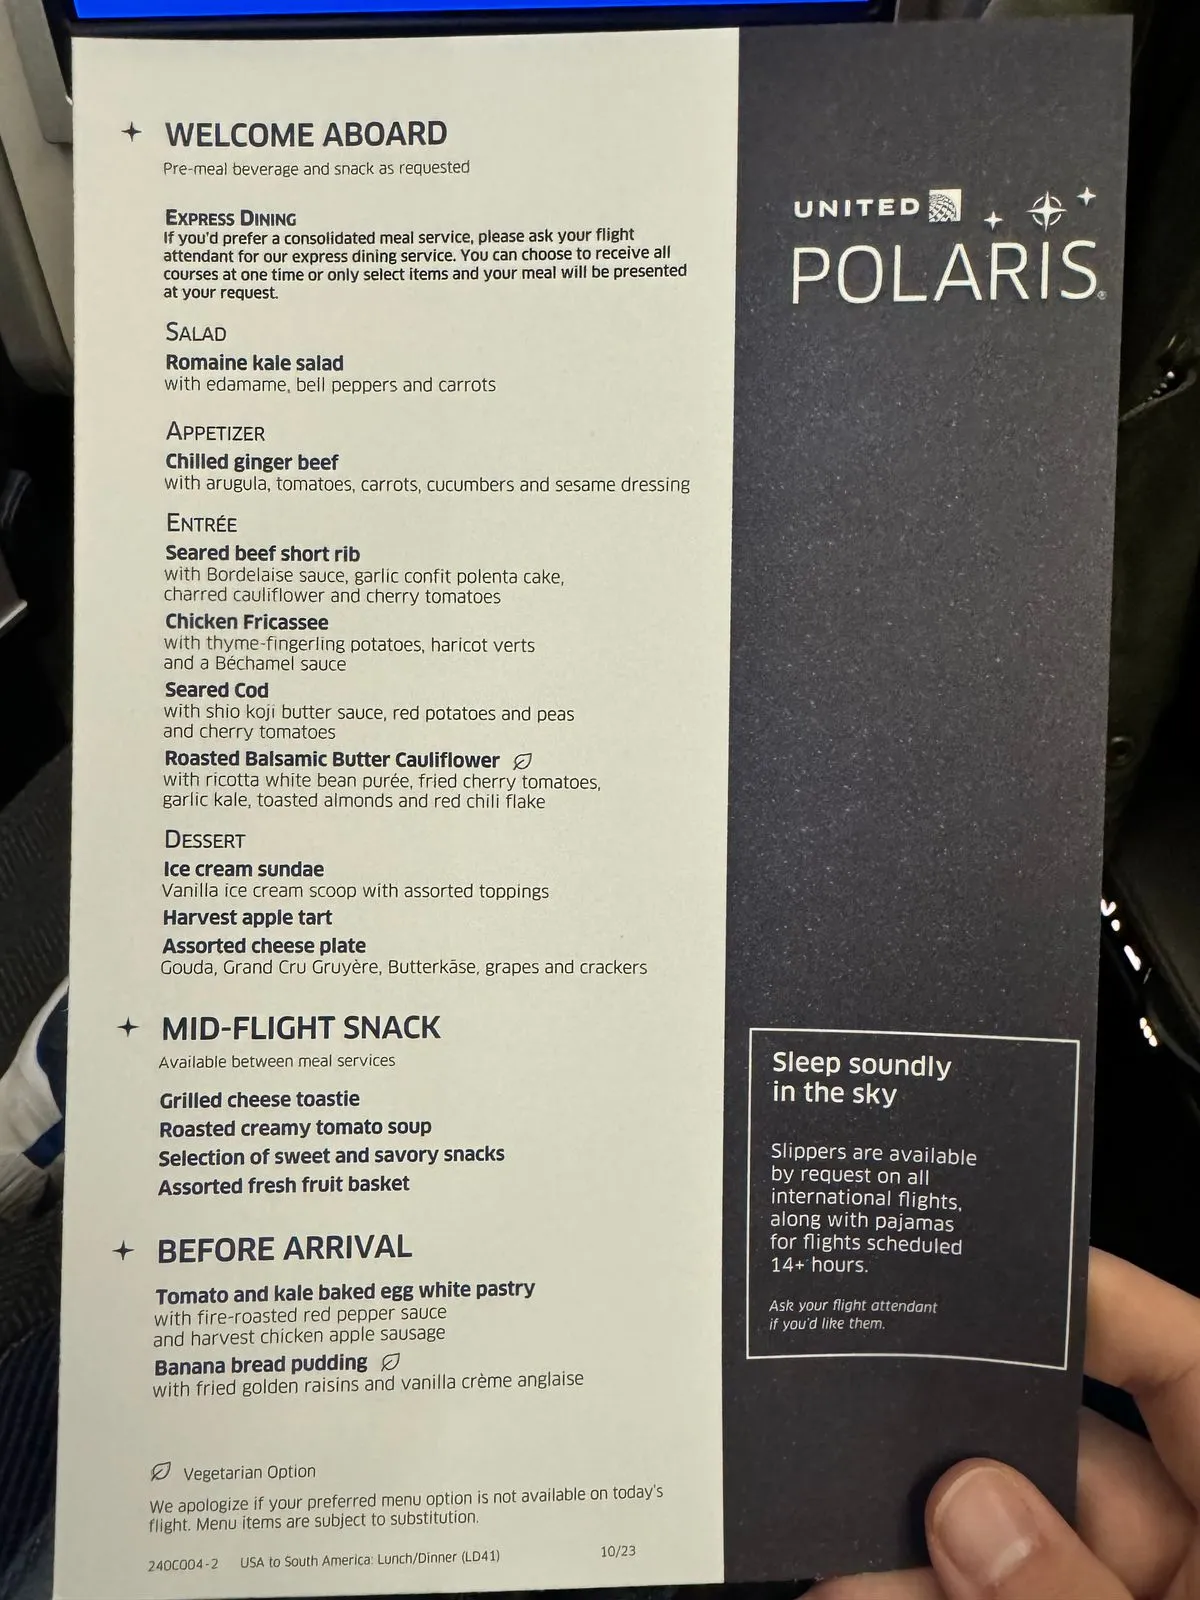 WELCOME ABOARD
Pre-meal beverage and snack as requested
EXPRESS DINING
If you'd prefer a consolidated meal service, please ask your flight
attendant for our express dining service. You can choose to receive all
courses at one time or only select items and your meal will be presented
at your request.
SALAD
Romaine kale salad
with edamame, bell peppers and carrots
APPETIZER
Chilled ginger beef
with arugula, tomatoes, carrots, cucumbers and sesame dressing
ENTRÉE
Seared beef short rib
with Bordelaise sauce, garlic confit polenta cake,
charred cauliflower and cherry tomatoes
Chicken Fricassee
with thyme-fingerling potatoes, haricot verts
and a Béchamel sauce
Seared Cod
with shio koji butter sauce, red potatoes and peas
and cherry tomatoes
Roasted Balsamic Butter Cauliflower
with ricotta white bean purée, fried cherry tomatoes,
garlic kale, toasted almonds and red chili flake
DESSERT
Ice cream sundae
Vanilla ice cream scoop with assorted toppings
Harvest apple tart
Assorted cheese plate
Gouda, Grand Cru Gruyère, Butterkäse, grapes and crackers
MID-FLIGHT SNACK
Available between meal services
Grilled cheese toastie
Roasted creamy tomato soup
Selection of sweet and savory snacks
Assorted fresh fruit basket
BEFORE ARRIVAL
Tomato and kale baked egg white pastry
with fire-roasted red pepper sauce
and harvest chicken apple sausage
Banana bread pudding
with fried golden raisins and vanilla crème anglaise
Vegetarian Option
We apologize if your preferred menu option is not available on today's
flight. Menu items are subject to substitution.
240C004-2 USA to South America: Lunch/Dinner (LD41) 10/23
UNITED
POLARIS®
Sleep soundly
in the sky
Slippers are available
by request on all
international flights,
along with pajamas
for flights scheduled
14+ hours.
Ask your flight attendant
if you'd like them.